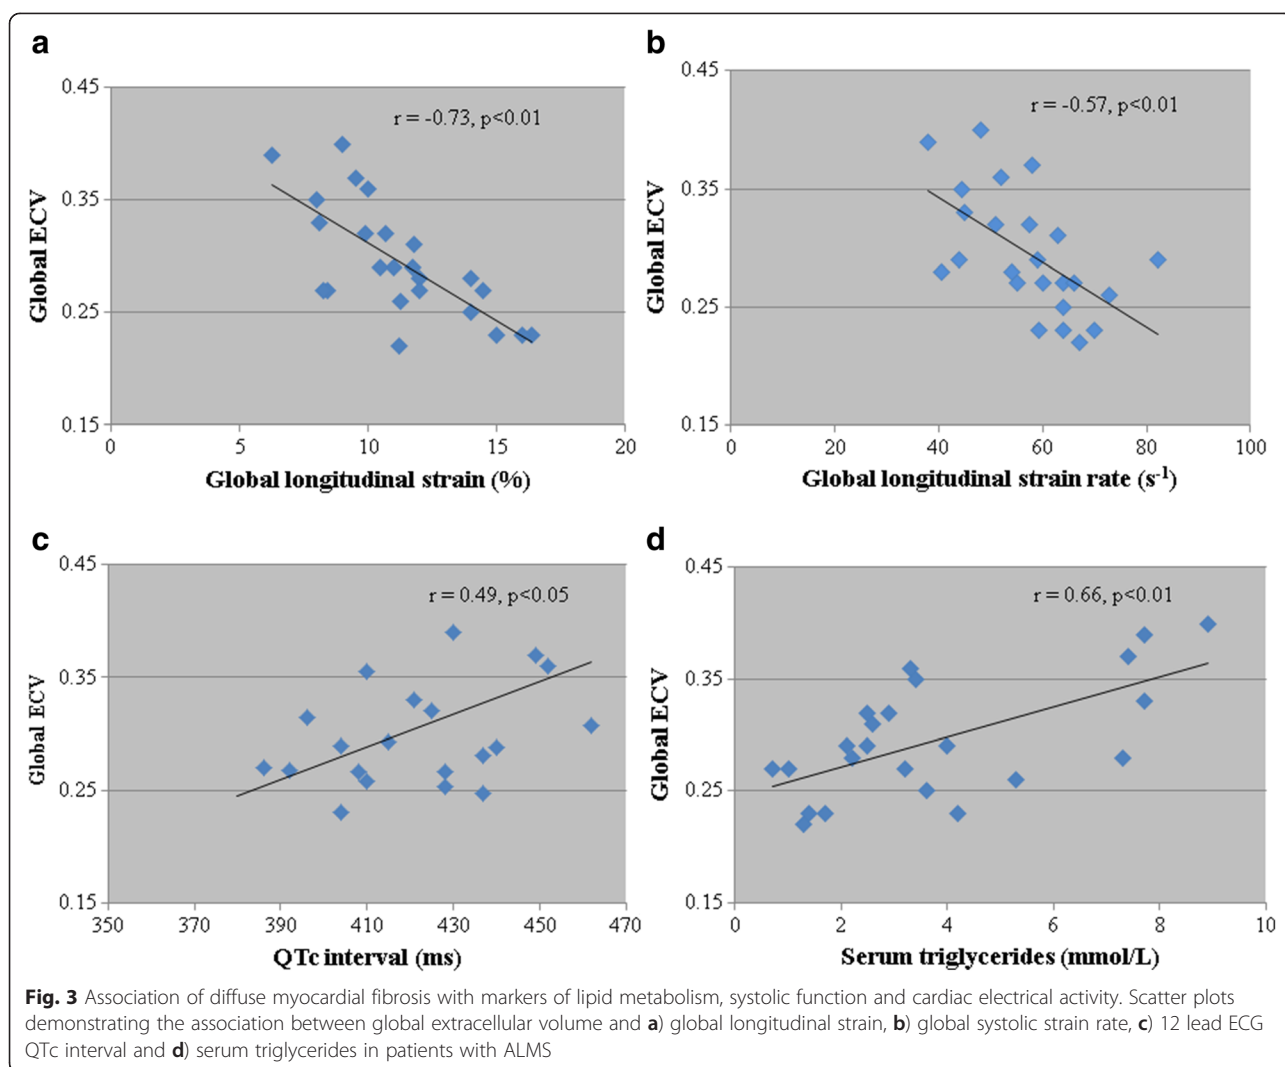 a
0.45
r = -0.73, p<0.01
0.35
Global ECV
0.25
0.15
0 5 10 15 20
Global longitudinal strain (%)
b
0.45
r = -0.57, p<0.01
0.35
Global ECV
0.25
0.15
0 20 40 60 80 100
Global longitudinal strain rate (s-1)
c
0.45
r = 0.49, p<0.05
0.35
Global ECV
0.25
0.15
350 370 390 410 430 450 470
QTc interval (ms)
d
0.45
r = 0.66, p<0.01
0.35
Global ECV
0.25
0.15
0 2 4 6 8 10
Serum triglycerides (mmol/L)
Fig. 3 Association of diffuse myocardial fibrosis with markers of lipid metabolism, systolic function and cardiac electrical activity. Scatter plots
demonstrating the association between global extracellular volume and a) global longitudinal strain, b) global systolic strain rate, c) 12 lead ECG
QTc interval and d) serum triglycerides in patients with ALMS